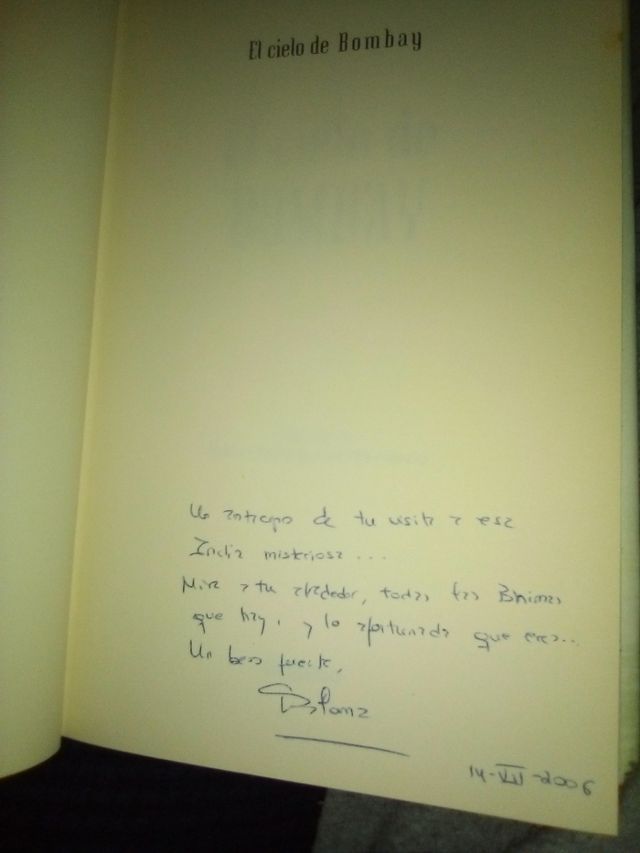 El cielo de Bombay
Un anticipo de tu visita a esa
India misteriosa...
Mira a tu alrededor, todas las Bhimas
que hay, y lo afortunada que eres...
Un beso fuerte,
14-VII-2006